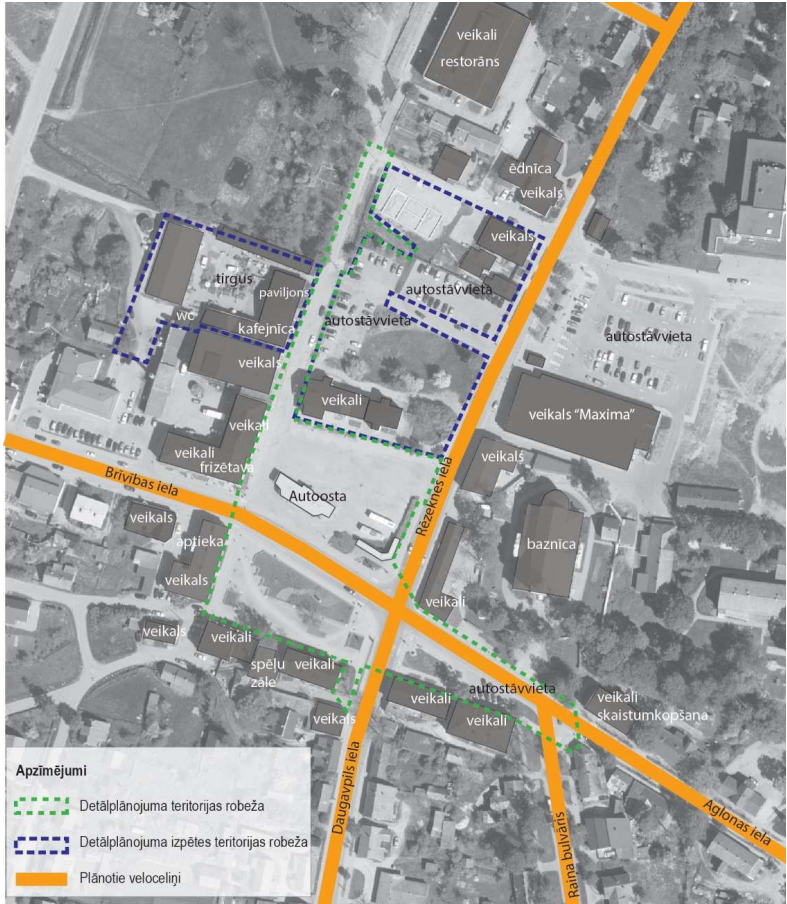 veikali
restorāns
ēdnīca
veikals
veikals
tirgus
paviljons
autostāvvieta
wc
kafejnīca
autostāvvieta
autostāvvieta
veikals
veikali
veikals "Maxima"
veikali
veikali
frizētava
veikals
Brīvības iela
Autoosta
Rēzeknes iela
veikals
aptieka
baznīca
veikals
veikali
veikals
veikali
spēļu
zāle
veikali
autostāvvieta
veikali
veikali
skaistumkopšana
veikals
veikali
Daugavpils iela
Raiņa bulvāris
Aglonas iela
Apzīmējumi
Detālplānojuma teritorijas robeža
Detālplānojuma izpētes teritorijas robeža
Plānotie veloceliņi